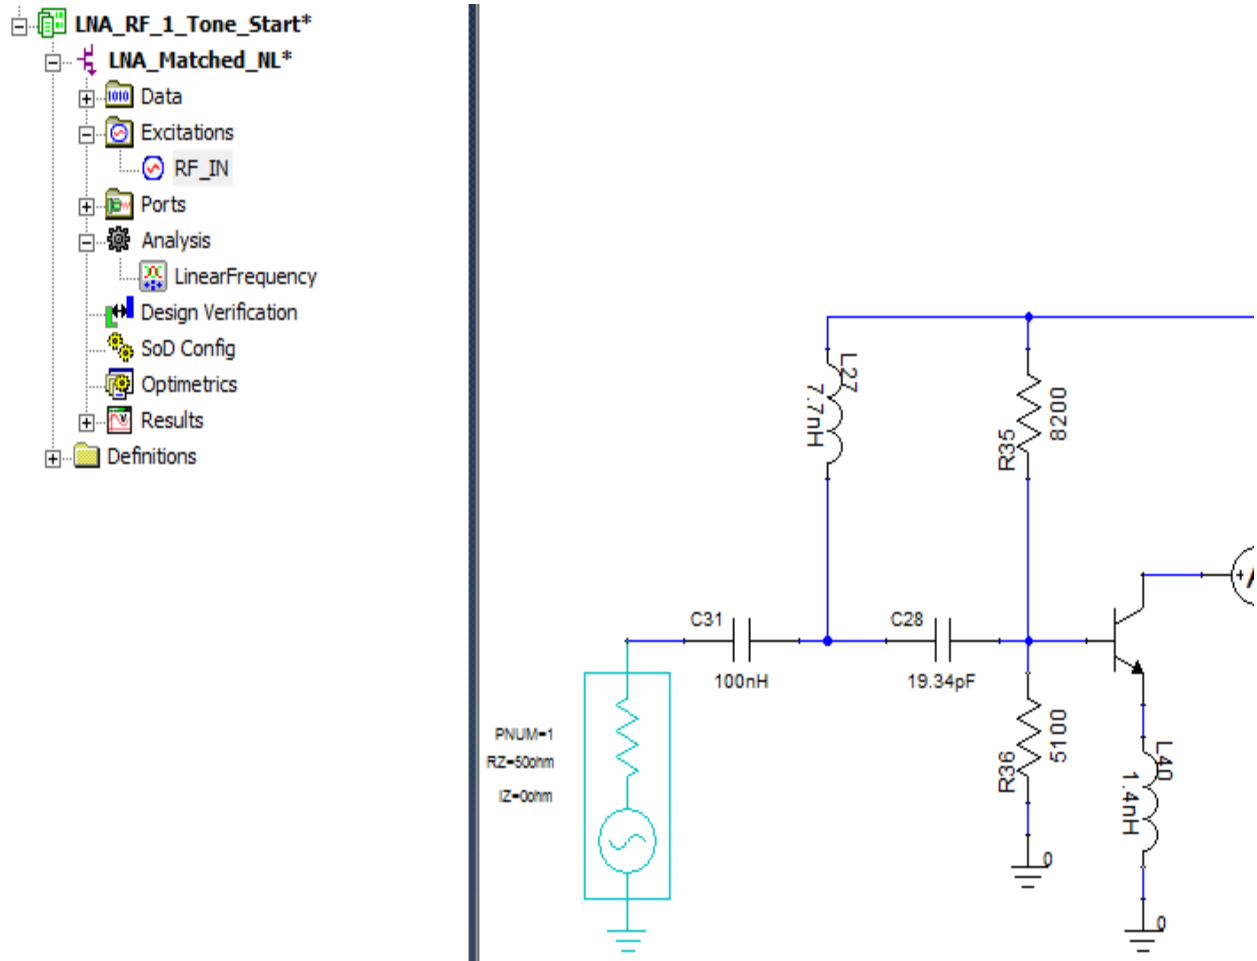 LNA_RF_1_Tone_Start*
LNA_Matched_NL*
Data
Excitations
RF_IN
Ports
Analysis
LinearFrequency
Design Verification
SoD Config
Optimetrics
Results
Definitions
L27
7.7nH
R35
8200
C31
100nH
C28
19.34pF
+A
PNUM=1
RZ=50ohm
IZ=0ohm
R36
5100
0
L40
1.4nH
0